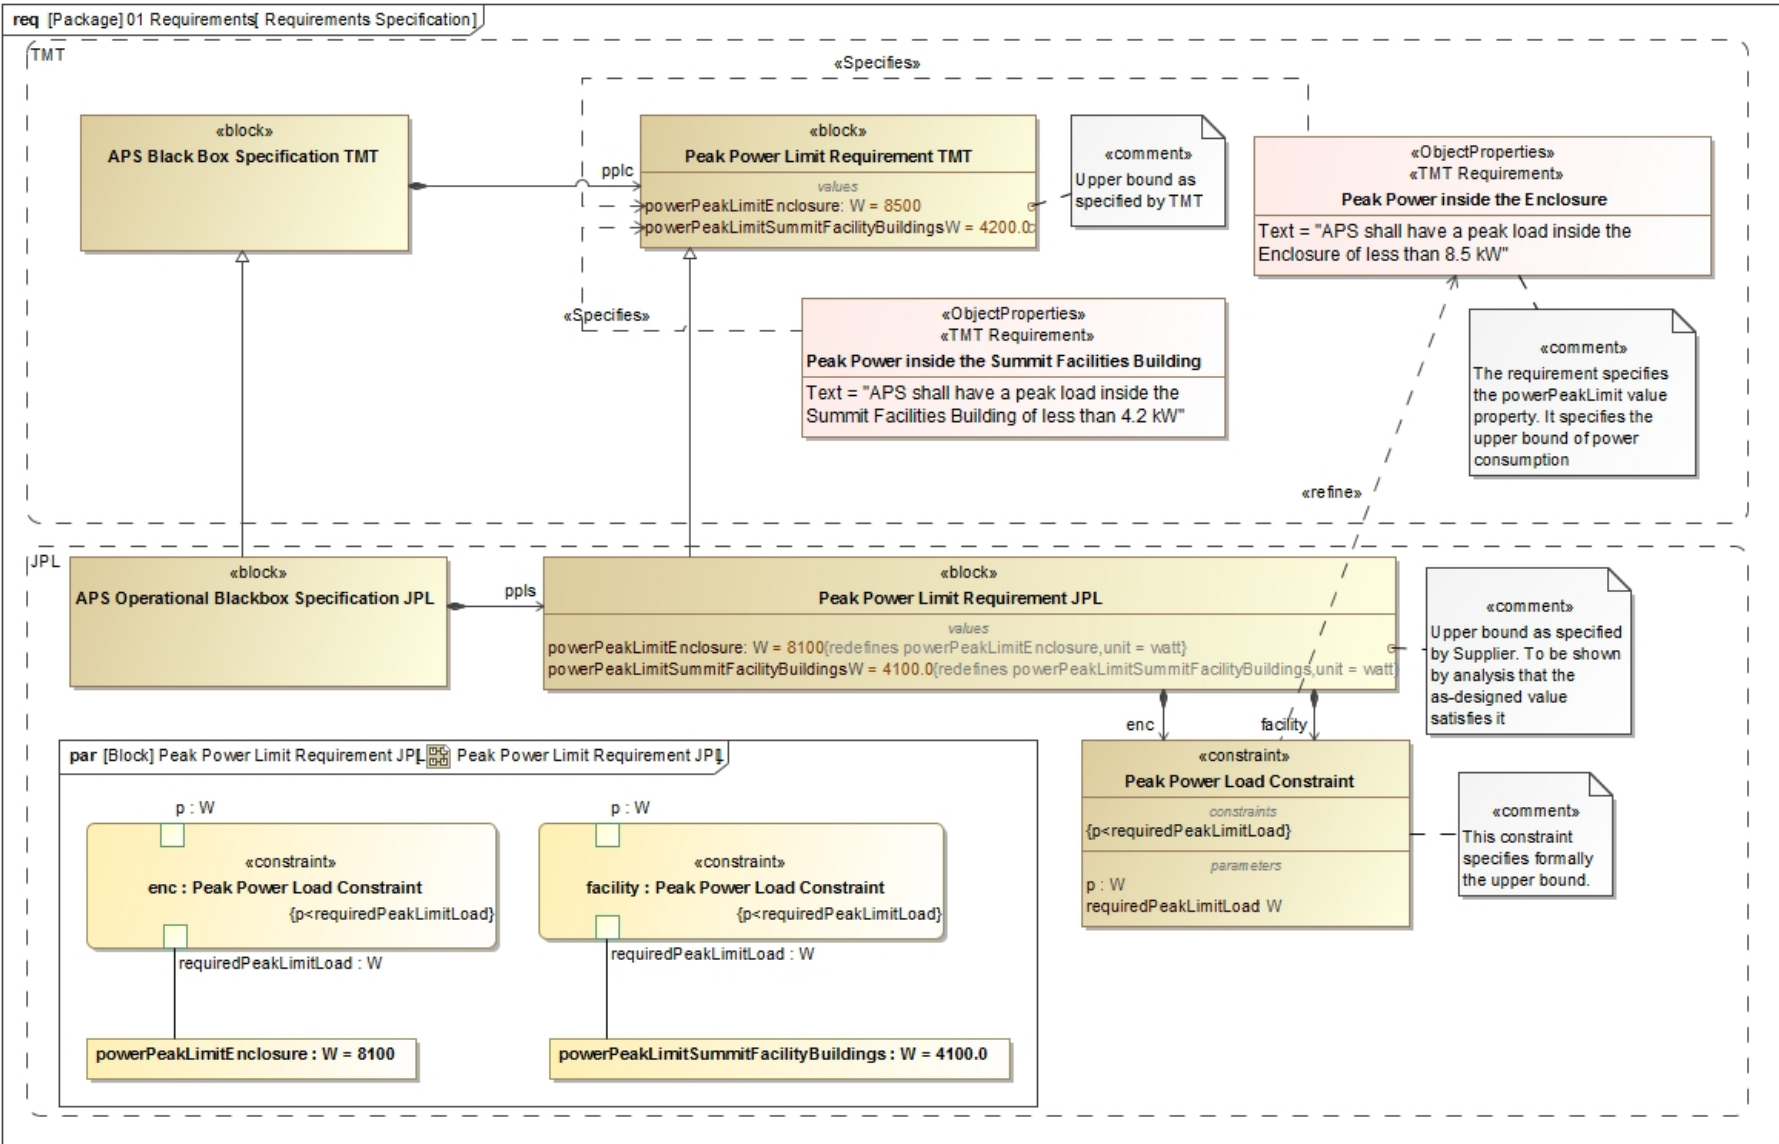 req [Package] 01 Requirements[ Requirements Specification]
TMT
«Specifies»
«block»
APS Black Box Specification TMT
pplc
«block»
Peak Power Limit Requirement TMT
values
powerPeakLimitEnclosure: W = 8500
powerPeakLimitSummitFacilityBuildingsW = 4200.0
«comment»
Upper bound as
specified by TMT
«ObjectProperties»
«TMT Requirement»
Peak Power inside the Enclosure
Text = "APS shall have a peak load inside the
Enclosure of less than 8.5 kW"
«Specifies»
«ObjectProperties»
«TMT Requirement»
Peak Power inside the Summit Facilities Building
Text = "APS shall have a peak load inside the
Summit Facilities Building of less than 4.2 kW"
«comment»
The requirement specifies
the powerPeakLimit value
property. It specifies the
upper bound of power
consumption
«refine»
JPL
«block»
APS Operational Blackbox Specification JPL
ppls
«block»
Peak Power Limit Requirement JPL
values
powerPeakLimitEnclosure: W = 8100{redefines powerPeakLimitEnclosure,unit = watt}
powerPeakLimitSummitFacilityBuildingsW = 4100.0{redefines powerPeakLimitSummitFacilityBuildings,unit = watt}
«comment»
Upper bound as specified
by Supplier. To be shown
by analysis that the
as-designed value
satisfies it
enc
facility
«constraint»
Peak Power Load Constraint
constraints
{p<requiredPeakLimitLoad}
parameters
p : W
requiredPeakLimitLoad W
«comment»
This constraint
specifies formally
the upper bound.
par [Block] Peak Power Limit Requirement JPL[ Peak Power Limit Requirement JPL]
p : W
«constraint»
enc : Peak Power Load Constraint
{p<requiredPeakLimitLoad}
requiredPeakLimitLoad : W
powerPeakLimitEnclosure : W = 8100
p : W
«constraint»
facility : Peak Power Load Constraint
{p<requiredPeakLimitLoad}
requiredPeakLimitLoad : W
powerPeakLimitSummitFacilityBuildings : W = 4100.0